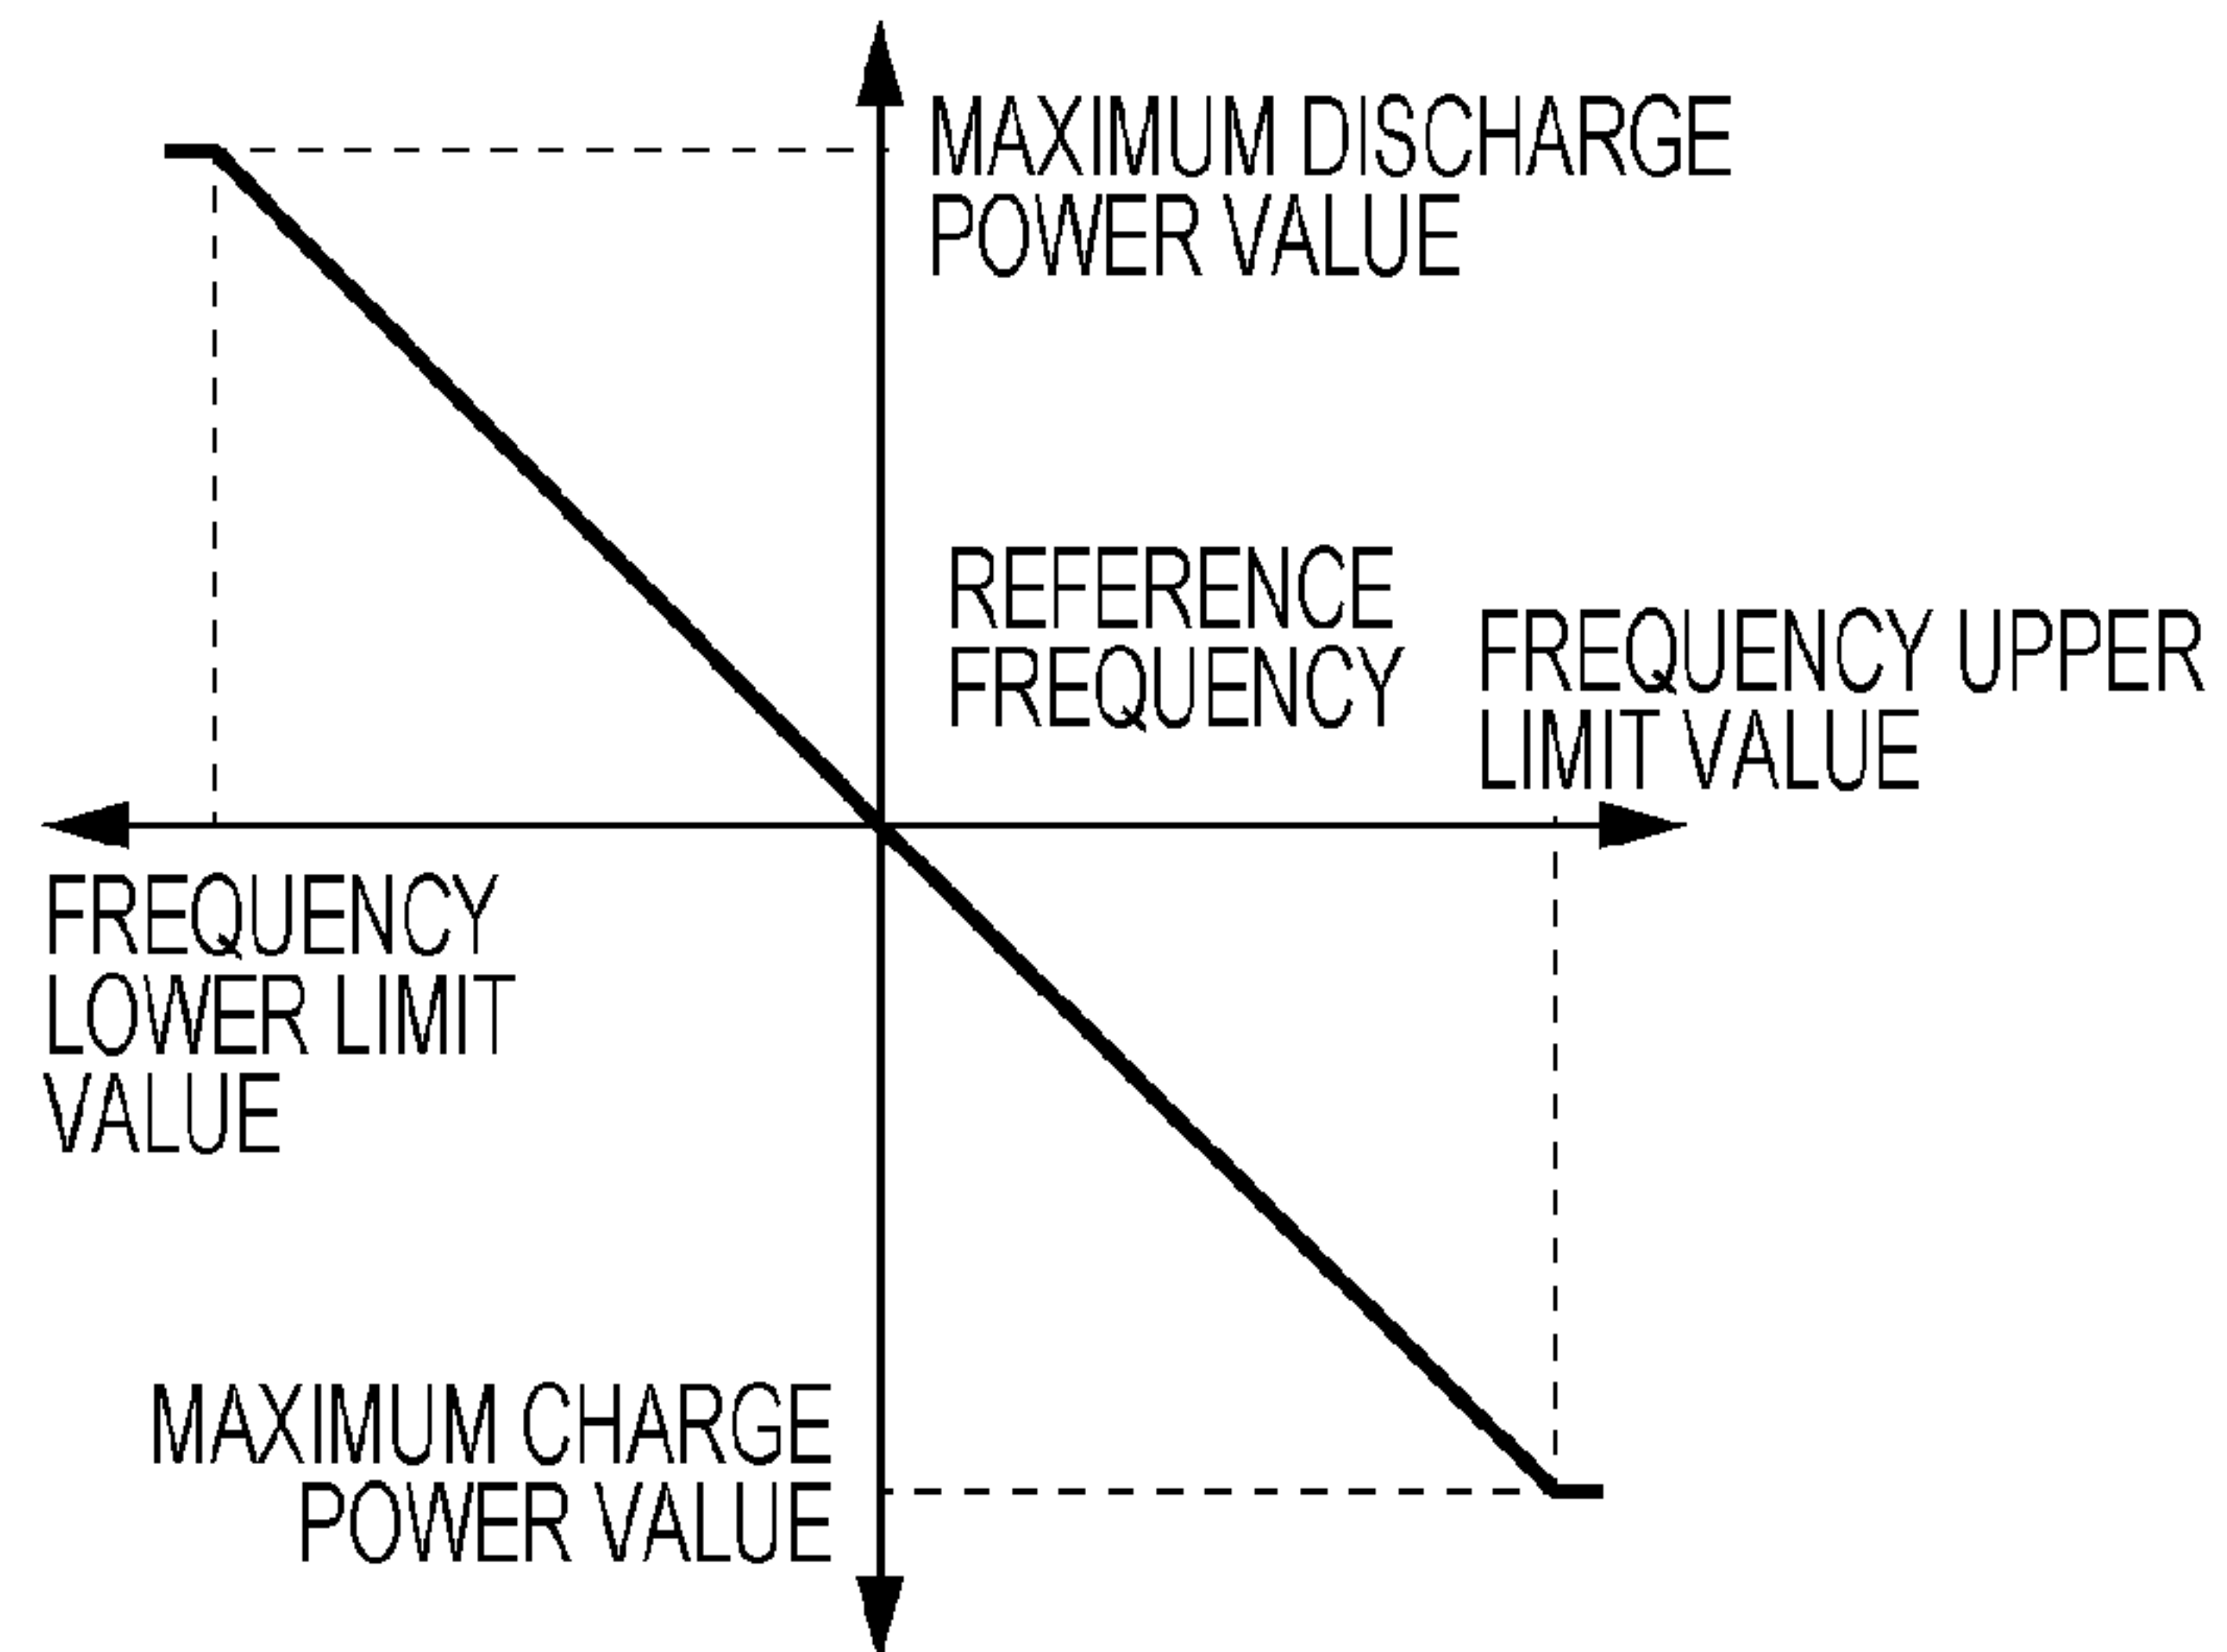 MAXIMUM DISCHARGE
POWER VALUE
REFERENCE
FREQUENCY
FREQUENCY UPPER
LIMIT VALUE
FREQUENCY
LOWER LIMIT
VALUE
MAXIMUM CHARGE
POWER VALUE